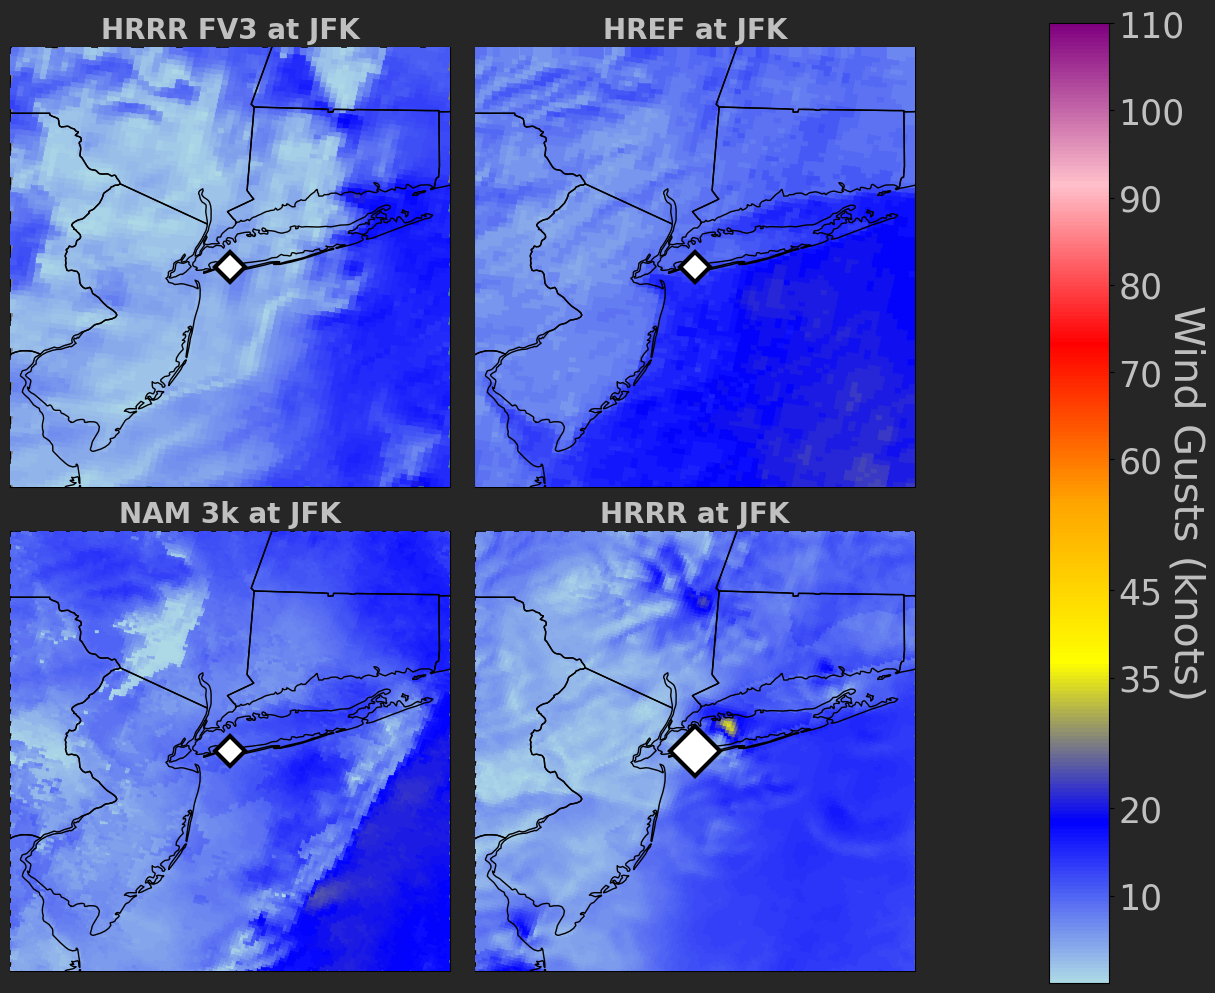 HRRR FV3 at JFK
HREF at JFK
NAM 3k at JFK
HRRR at JFK
110
100
90
80
70
60
45
35
20
10
Wind Gusts (knots)